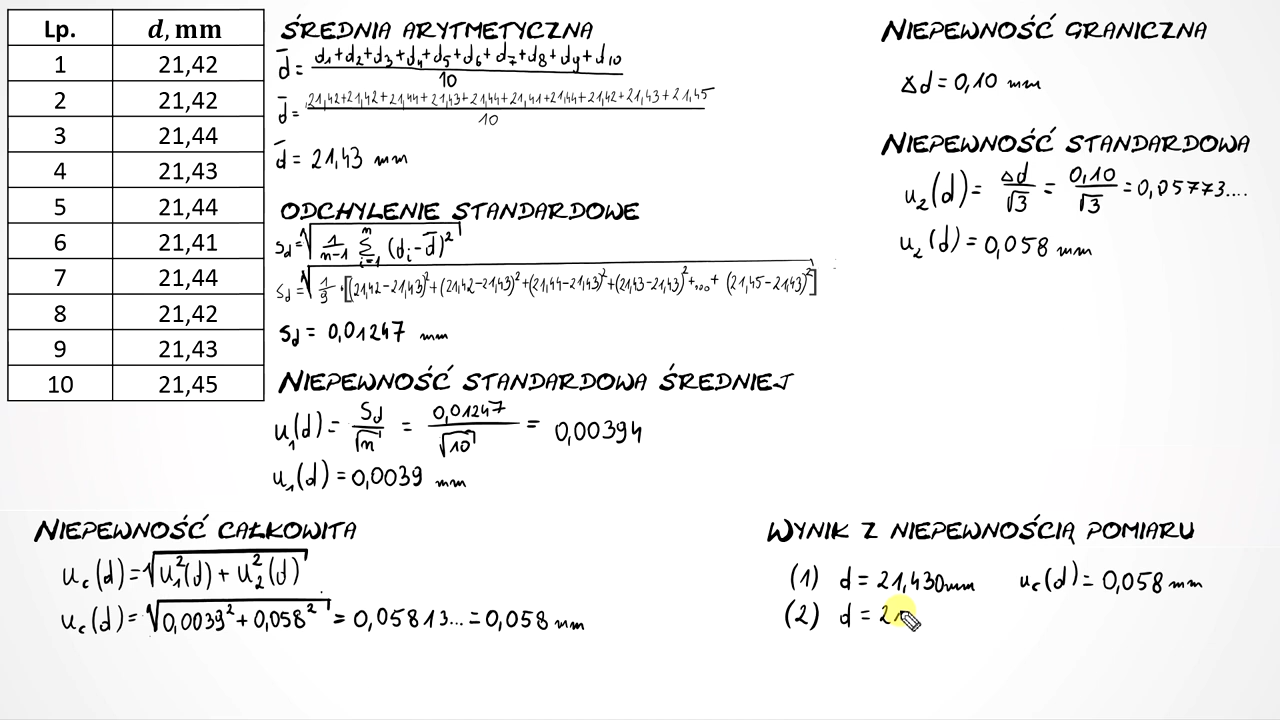 Lp. d, mm
1 21,42
2 21,42
3 21,44
4 21,43
5 21,44
6 21,41
7 21,44
8 21,42
9 21,43
10 21,45
ŚREDNIA ARYTMETYCZNA
d̄ = (d₁+d₂+d₃+d₄+d₅+d₆+d₇+d₈+d₉+d₁₀)/10
d̄ = (21,42+21,42+21,44+21,43+21,44+21,41+21,44+21,42+21,43+21,45)/10
d̄ = 21,43 mm
ODCHYLENIE STANDARDOWE
s_d = √(1/(n-1) Σ_{i=1}^{n} (d_i - d̄)²)
s_d = √(1/9 · [(21,42-21,43)²+(21,42-21,43)²+(21,44-21,43)²+(21,43-21,43)²+...+(21,45-21,43)²])
s_d = 0,01247 mm
NIEPEWNOŚĆ STANDARDOWA ŚREDNIEJ
u₁(d) = s_d/√n = 0,01247/√10 = 0,00394
u₁(d) = 0,0039 mm
NIEPEWNOŚĆ GRANICZNA
Δd = 0,10 mm
NIEPEWNOŚĆ STANDARDOWA
u₂(d) = Δd/√3 = 0,10/√3 = 0,05773....
u₂(d) = 0,058 mm
NIEPEWNOŚĆ CAŁKOWITA
u_c(d) = √(u₁²(d) + u₂²(d))
u_c(d) = √(0,0039² + 0,058²) = 0,05813... = 0,058 mm
WYNIK Z NIEPEWNOŚCIĄ POMIARU
(1) d = 21,430 mm u_c(d) = 0,058 mm
(2) d = 21